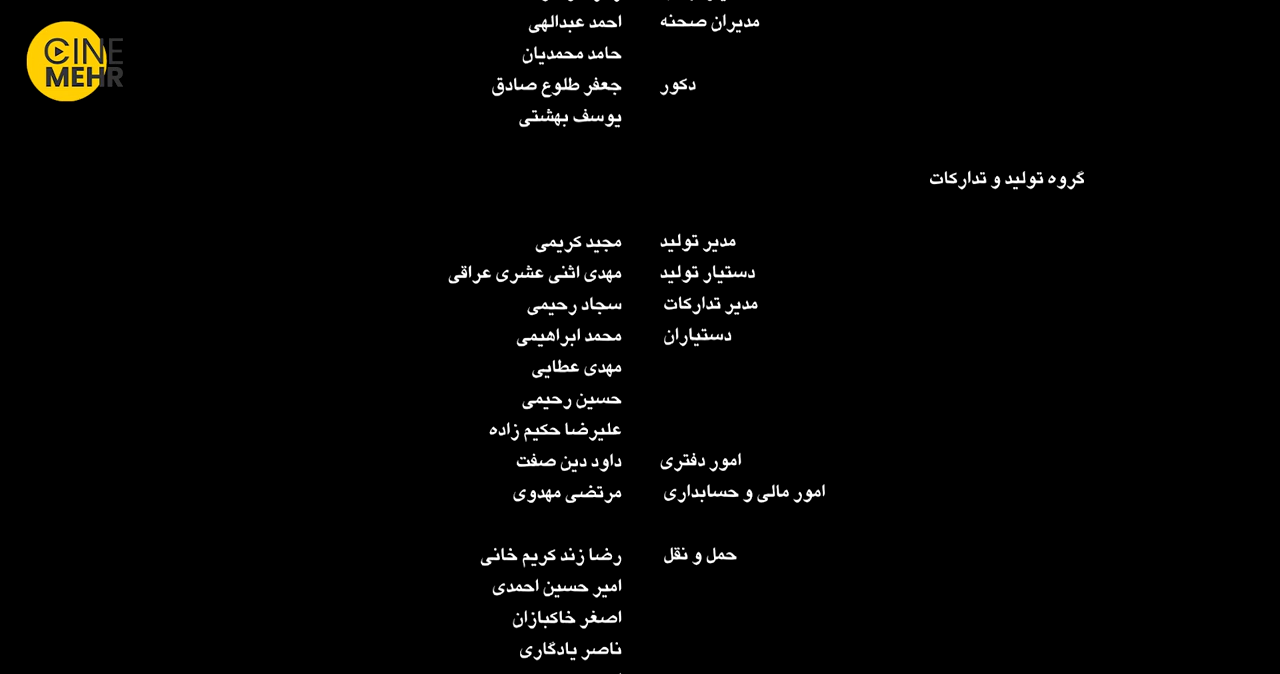 CINE
MEHR
مدیران صحنه احمد عبدالهی
حامد محمدیان
دکور جعفر طلوع صادق
یوسف بهشتی
گروه تولید و تدارکات
مدیر تولید مجید کریمی
دستیار تولید مهدی اثنی عشری عراقی
مدیر تدارکات سجاد رحیمی
دستیاران محمد ابراهیمی
مهدی عطایی
حسین رحیمی
علیرضا حکیم زاده
امور دفتری داود دین صفت
امور مالی و حسابداری مرتضی مهدوی
حمل و نقل رضا زند کریم خانی
امیر حسین احمدی
اصغر خاکبازان
ناصر یادگاری